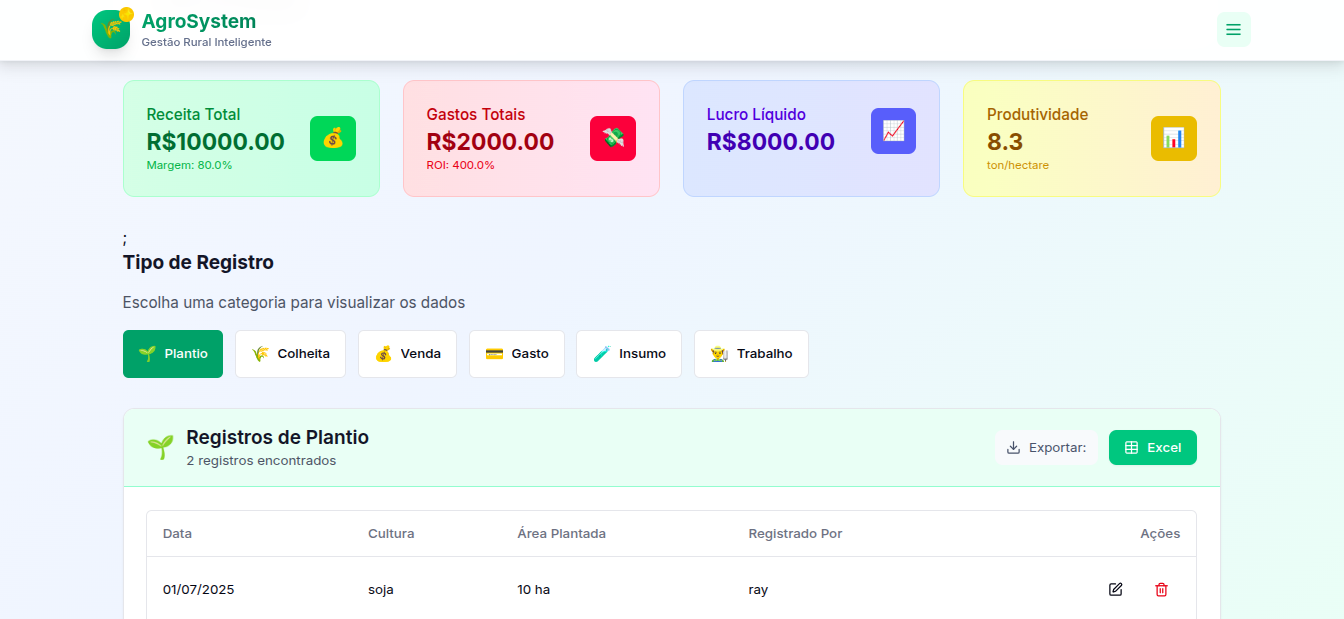 AgroSystem
Gestão Rural Inteligente
Receita Total
R$10000.00
Margem: 80.0%
Gastos Totais
R$2000.00
ROI: 400.0%
Lucro Líquido
R$8000.00
Produtividade
8.3
ton/hectare
;
Tipo de Registro
Escolha uma categoria para visualizar os dados
Plantio
Colheita
Venda
Gasto
Insumo
Trabalho
Registros de Plantio
2 registros encontrados
Exportar:
Excel
Data Cultura Área Plantada Registrado Por Ações
01/07/2025 soja 10 ha ray